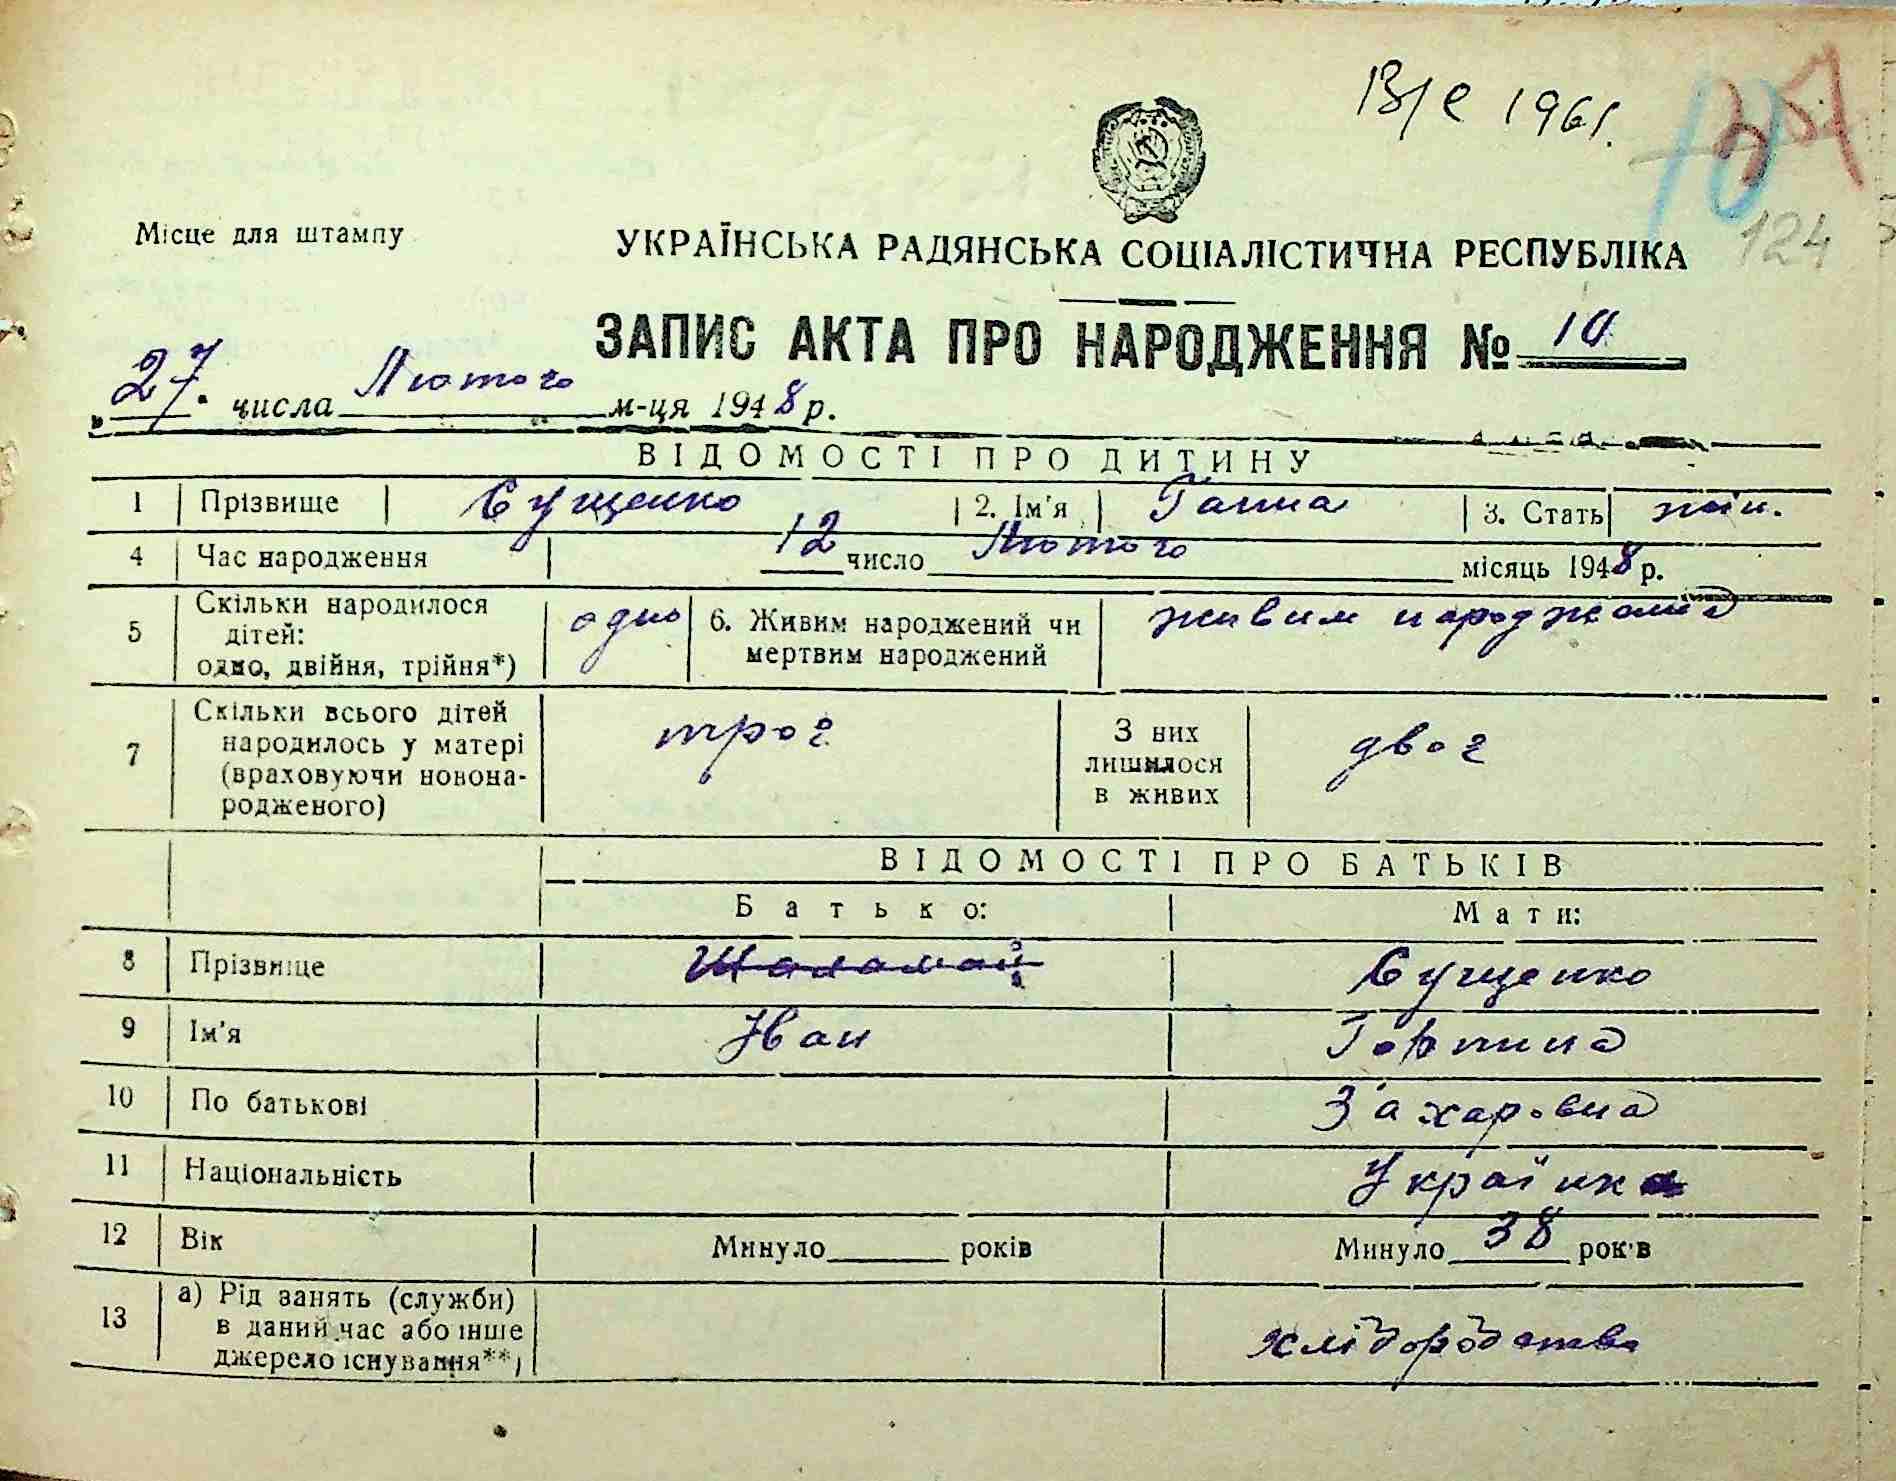 В/с 1961.
10
124
Місце для штампу
УКРАЇНСЬКА РАДЯНСЬКА СОЦІАЛІСТИЧНА РЕСПУБЛІКА
ЗАПИС АКТА ПРО НАРОДЖЕННЯ № 10
„27" числа Лютого м-ця 1948 р.
ВІДОМОСТІ ПРО ДИТИНУ
1 Прізвище Сущенко 2. Ім'я Ганна 3. Стать жін.
4 Час народження 12 число Лютого місяць 1948 р.
5 Скільки народилося дітей: одно, двійня, трійня*) одно 6. Живим народжений чи мертвим народжений живим народжена
7 Скільки всього дітей народилось у матері (враховуючи новонародженого) троє З них лишилося в живих двоє
ВІДОМОСТІ ПРО БАТЬКІВ
Батько: Мати:
8 Прізвище Шаламай Сущенко
9 Ім'я Іван Горпина
10 По батькові Захаровна
11 Національність Українка
12 Вік Минуло років Минуло 38 років
13 а) Рід занять (служби) в даний час або інше джерело існування**) хліборобства